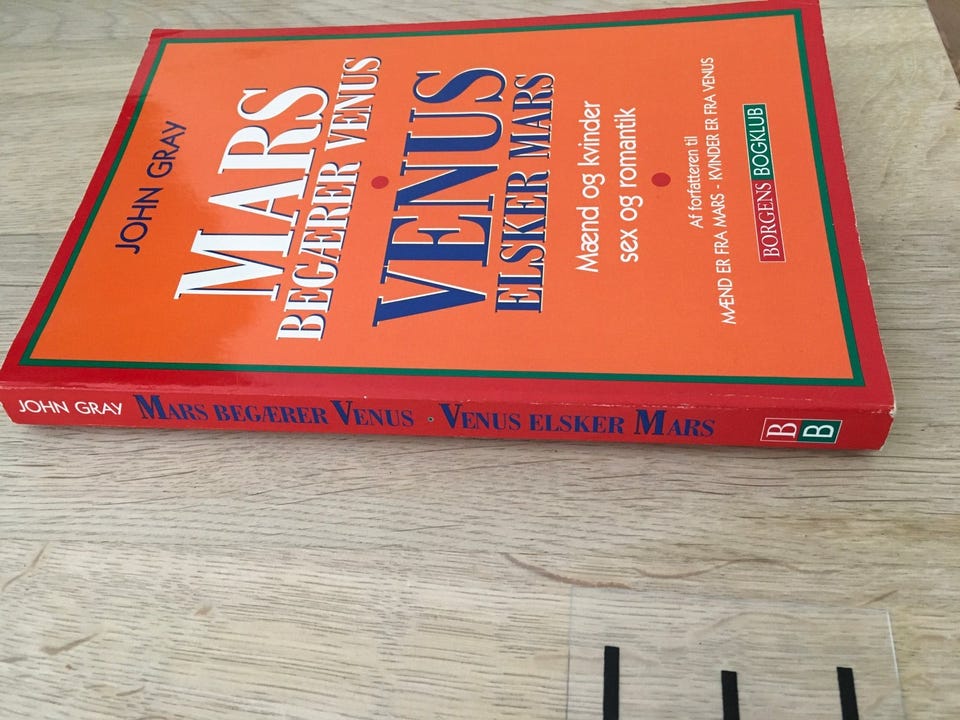 JOHN GRAY
MARS
BEGÆRER VENUS
VENUS
ELSKER MARS
Mænd og kvinder
sex og romantik
Af forfatteren til
MÆND ER FRA MARS - KVINDER ER FRA VENUS
BORGENS BOGKLUB
JOHN GRAY MARS BEGÆRER VENUS · VENUS ELSKER MARS B B